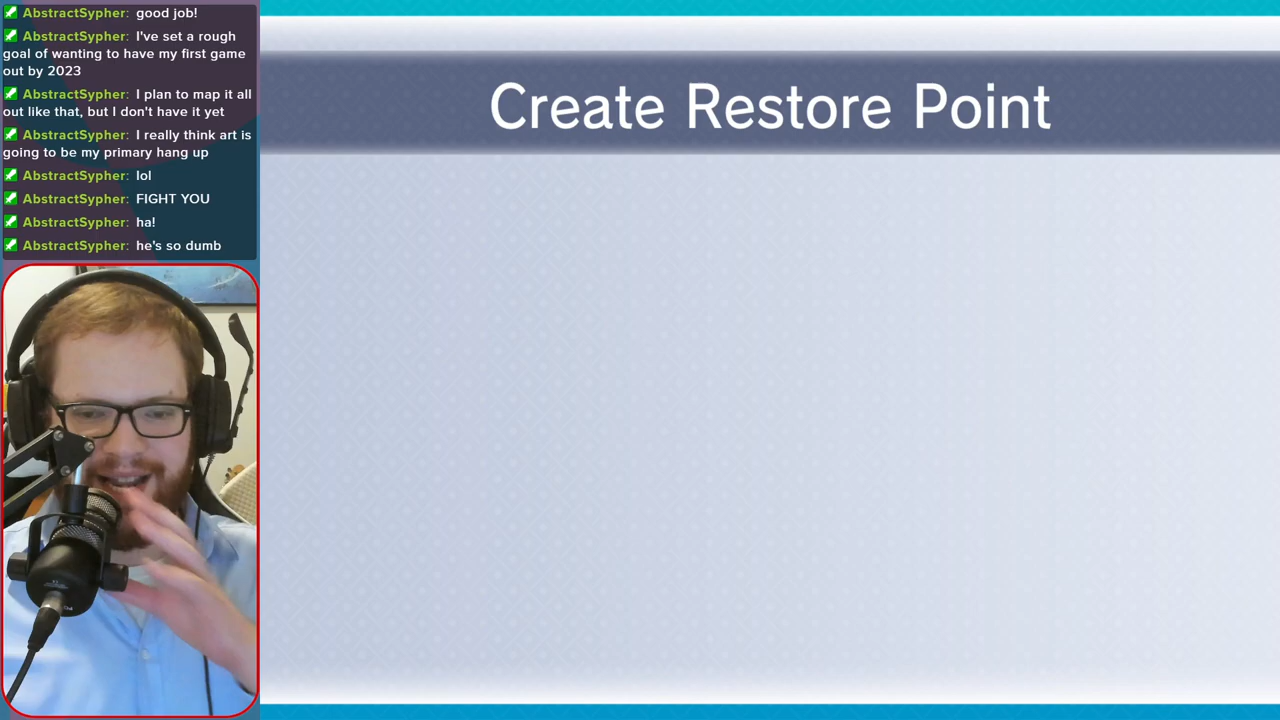 AbstractSypher: good job!
AbstractSypher: I've set a rough
goal of wanting to have my first game
out by 2023
AbstractSypher: I plan to map it all
out like that, but I don't have it yet
AbstractSypher: I really think art is
going to be my primary hang up
AbstractSypher: lol
AbstractSypher: FIGHT YOU
AbstractSypher: ha!
AbstractSypher: he's so dumb
Create Restore Point